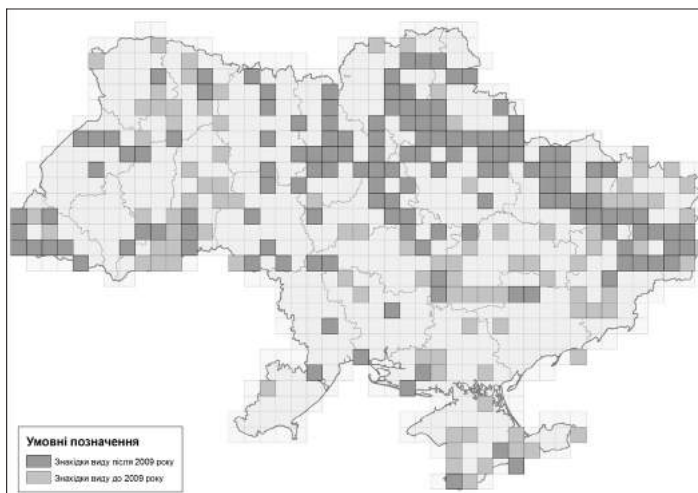 Умовні позначення
Знахідки виду після 2009 року
Знахідки виду до 2009 року